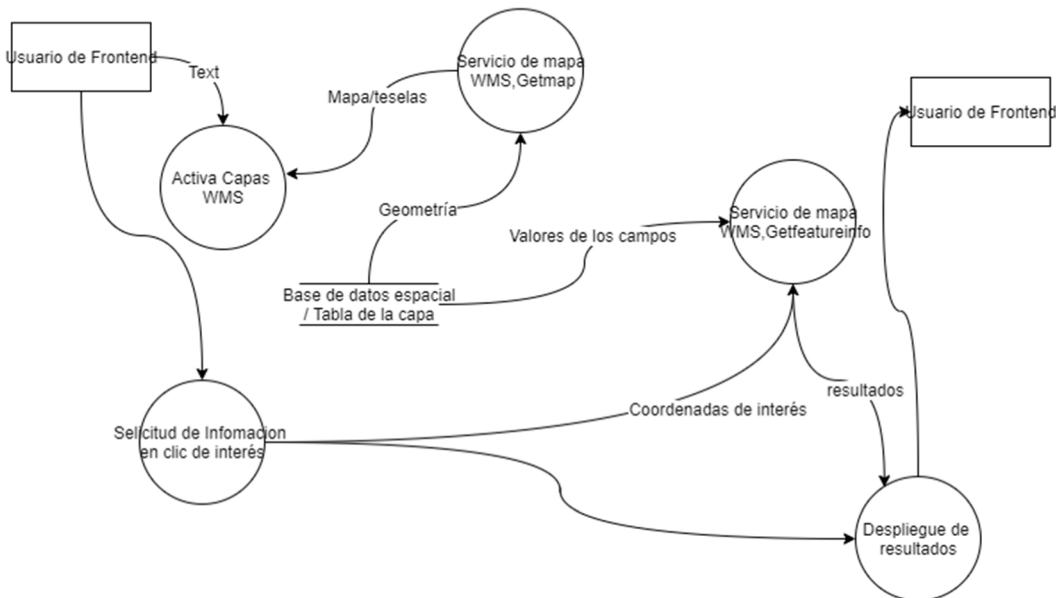 Usuario de Frontend
Text
Servicio de mapa
WMS,Getmap
Mapa/teselas
Usuario de Frontend
Activa Capas
WMS
Geometría
Servicio de mapa
WMS,Getfeatureinfo
Valores de los campos
Base de datos espacial
/ Tabla de la capa
resultados
Coordenadas de interés
Selicitud de Infomacion
en clic de interés
Despliegue de
resultados